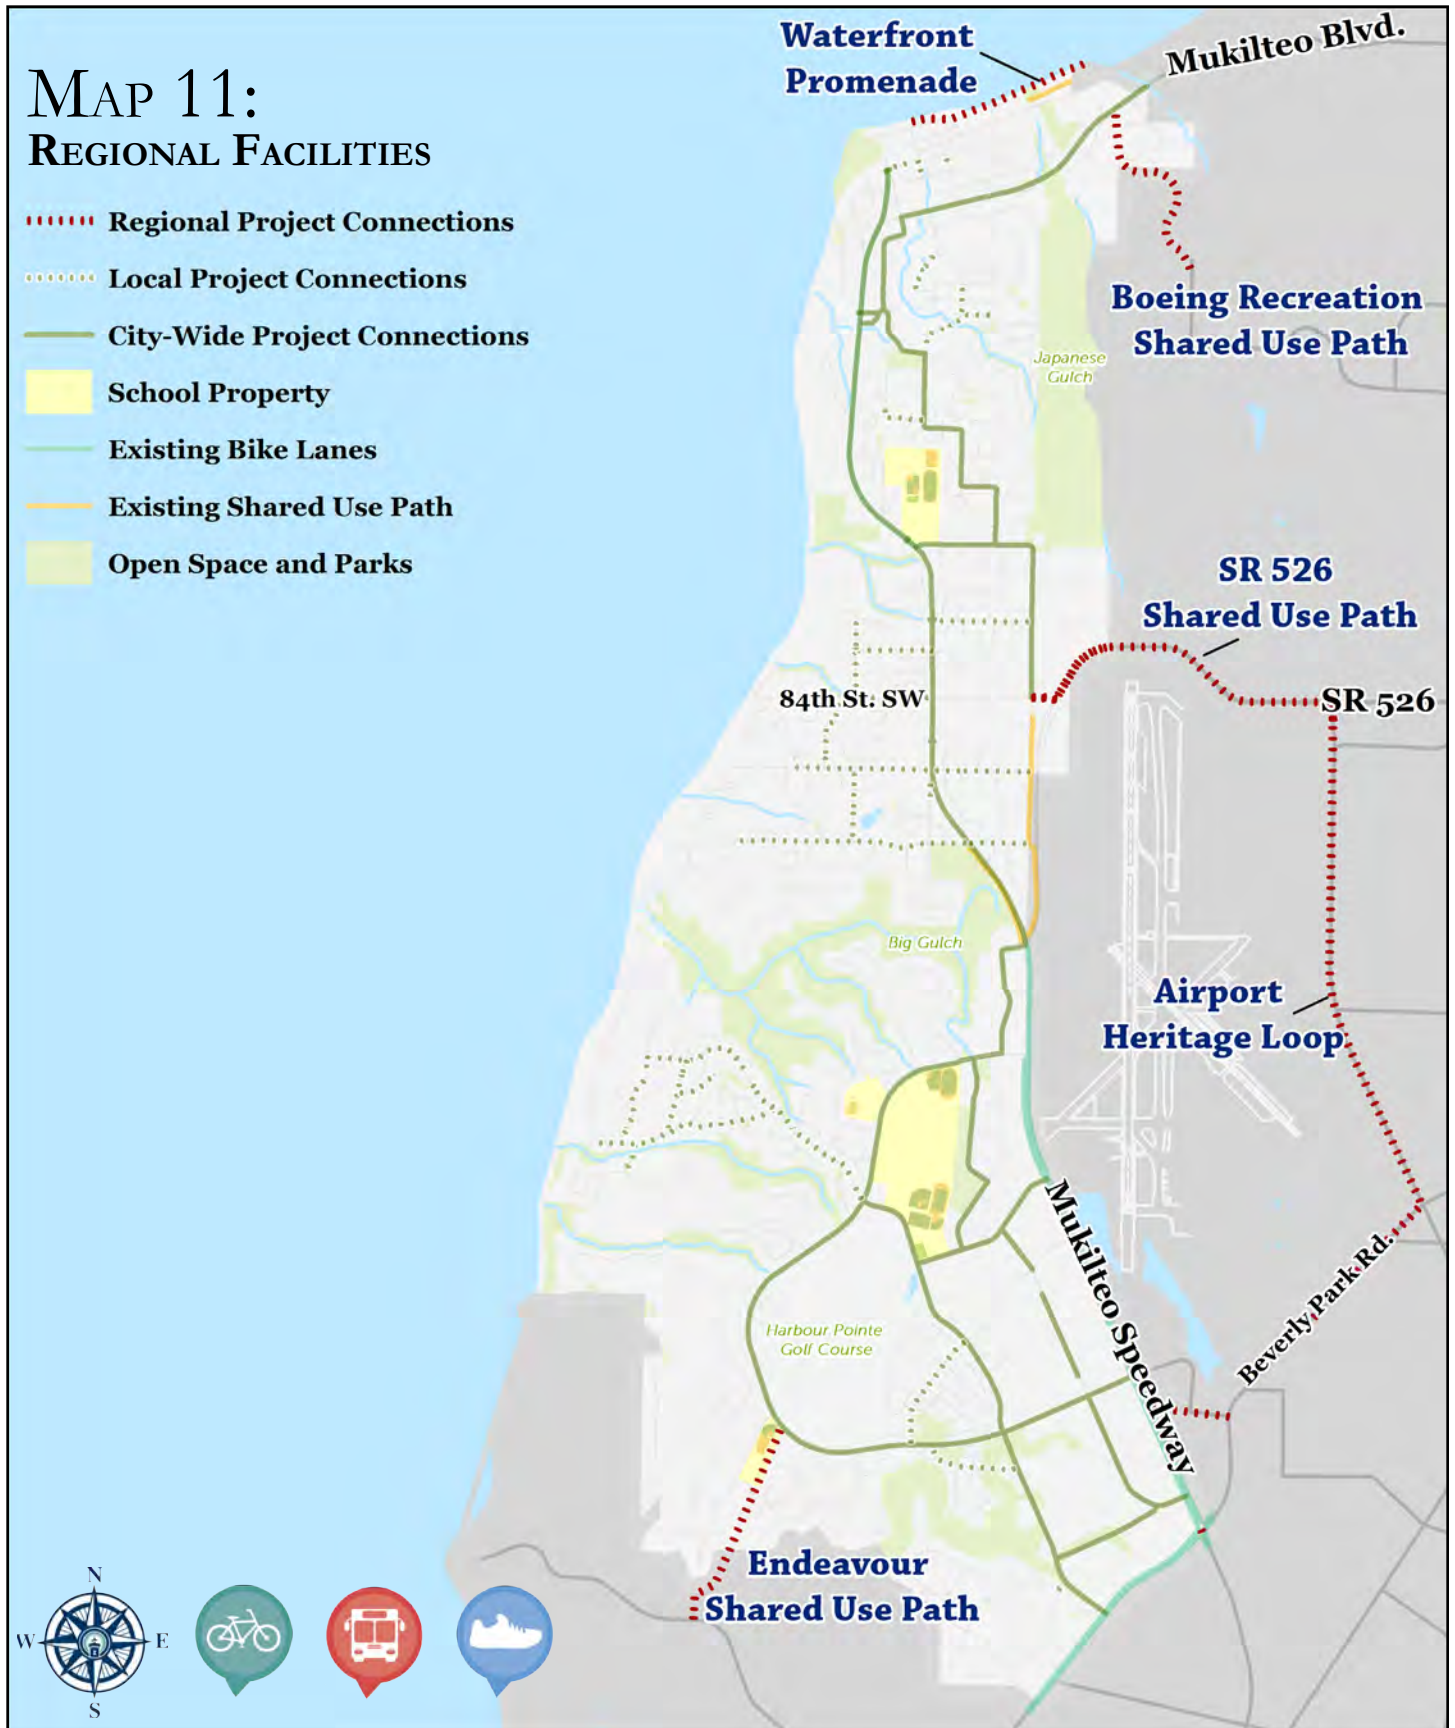 MAP 11:
REGIONAL FACILITIES
Regional Project Connections
Local Project Connections
City-Wide Project Connections
School Property
Existing Bike Lanes
Existing Shared Use Path
Open Space and Parks
Waterfront
Promenade
Mukilteo Blvd.
Boeing Recreation
Shared Use Path
Japanese
Gulch
SR 526
Shared Use Path
84th St. SW
SR 526
Big Gulch
Airport
Heritage Loop
Mukilteo Speedway
Beverly Park Rd.
Harbour Pointe
Golf Course
Endeavour
Shared Use Path
N
W
E
S